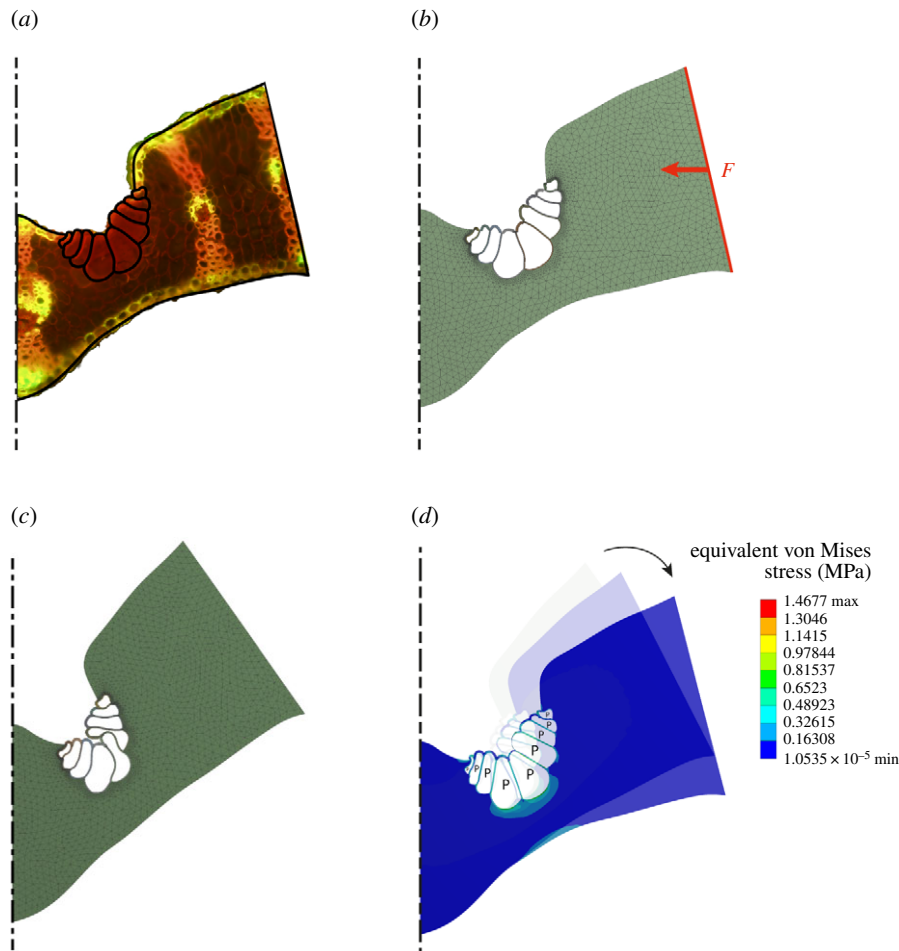 (a)
(b)
F
(c)
(d)
equivalent von Mises
stress (MPa)
1.4677 max
1.3046
1.1415
0.97844
0.81537
0.6523
0.48923
0.32615
0.16308
1.0535 × 10⁻⁵ min
P
P
P
P
P
P
P
P